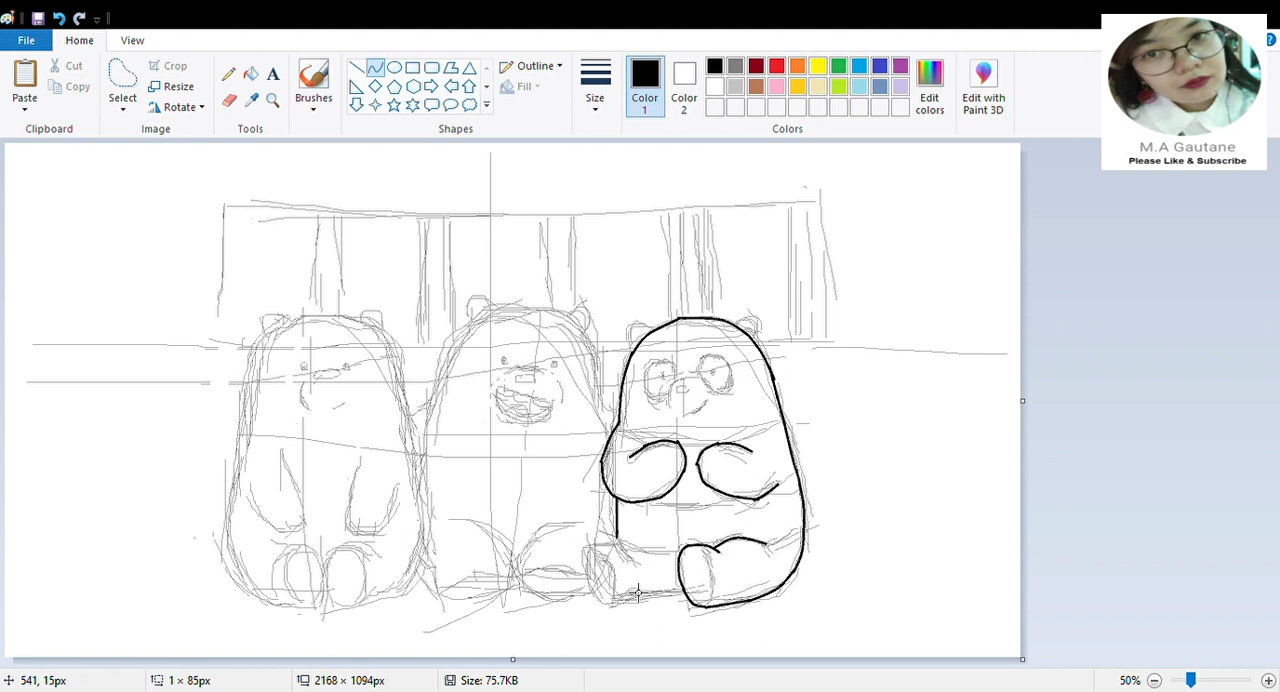 File Home View
Paste
Cut
Copy
Clipboard
Select
Crop
Resize
Rotate
Image
A
Tools
Brushes
Outline
Fill
Shapes
Size
Color
1
Color
2
Edit
colors
Colors
Edit with
Paint 3D
M.A Gautane
Please Like & Subscribe
541, 15px
1 × 85px
2168 × 1094px
Size: 75.7KB
50%